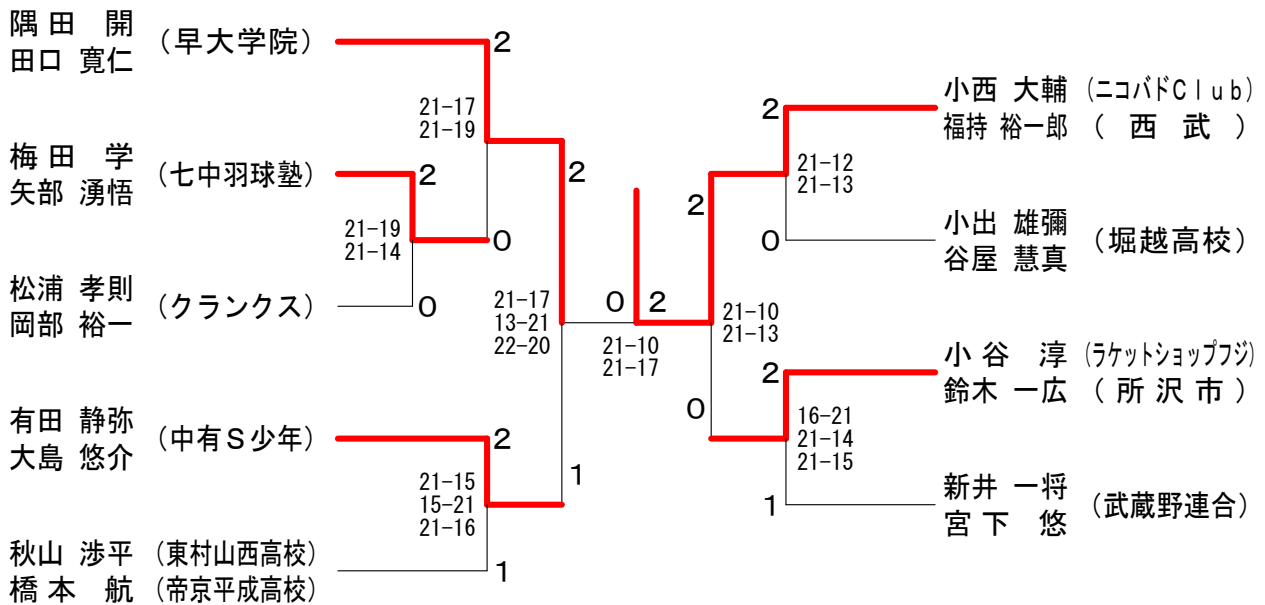 隅田 開
田口 寛仁
(早大学院)
2
21-17
21-19
梅田 学
矢部 湧悟
(七中羽球塾)
2
0
21-19
21-14
松浦 孝則
岡部 裕一
(クランクス)
0
2
21-17
13-21
22-20
有田 静弥
大島 悠介
(中有S少年)
2
1
21-15
15-21
21-16
秋山 渉平 (東村山西高校)
橋本 航 (帝京平成高校)
1
0 2
21-10
21-17
小西 大輔 (ニコバドClub)
福持 裕一郎 (西武)
2
21-12
21-13
2
小出 雄彌
谷屋 慧真
(堀越高校)
0
21-10
21-13
小谷 淳 (ラケットショップフジ)
鈴木 一広 (所沢市)
2
0
16-21
21-14
21-15
新井 一将
宮下 悠
(武蔵野連合)
1